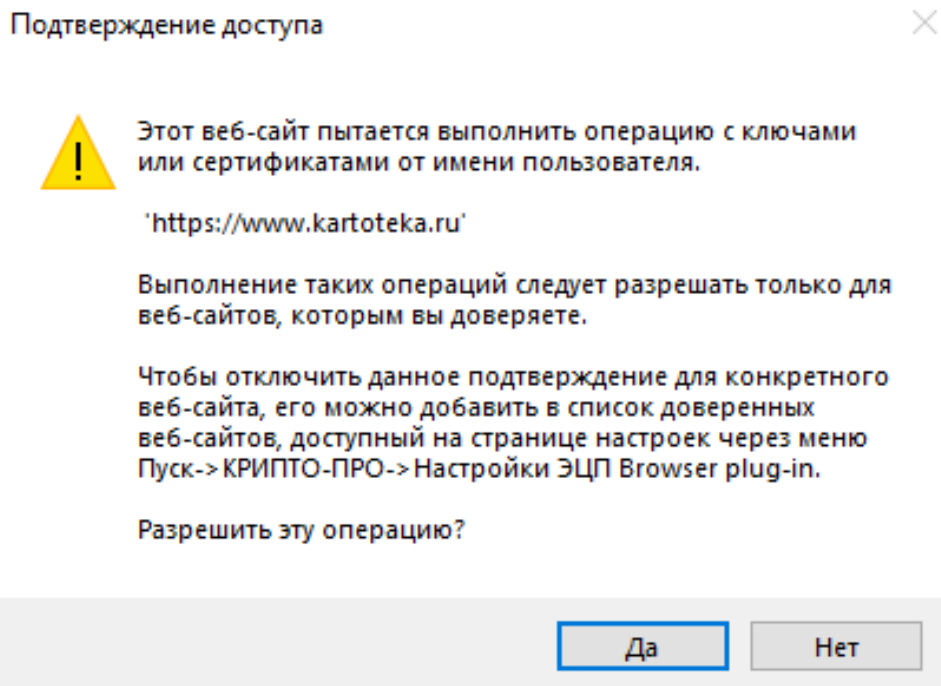 Подтверждение доступа
Этот веб-сайт пытается выполнить операцию с ключами
или сертификатами от имени пользователя.
'https://www.kartoteka.ru'
Выполнение таких операций следует разрешать только для
веб-сайтов, которым вы доверяете.
Чтобы отключить данное подтверждение для конкретного
веб-сайта, его можно добавить в список доверенных
веб-сайтов, доступный на странице настроек через меню
Пуск->КРИПТО-ПРО->Настройки ЭЦП Browser plug-in.
Разрешить эту операцию?
Да
Нет